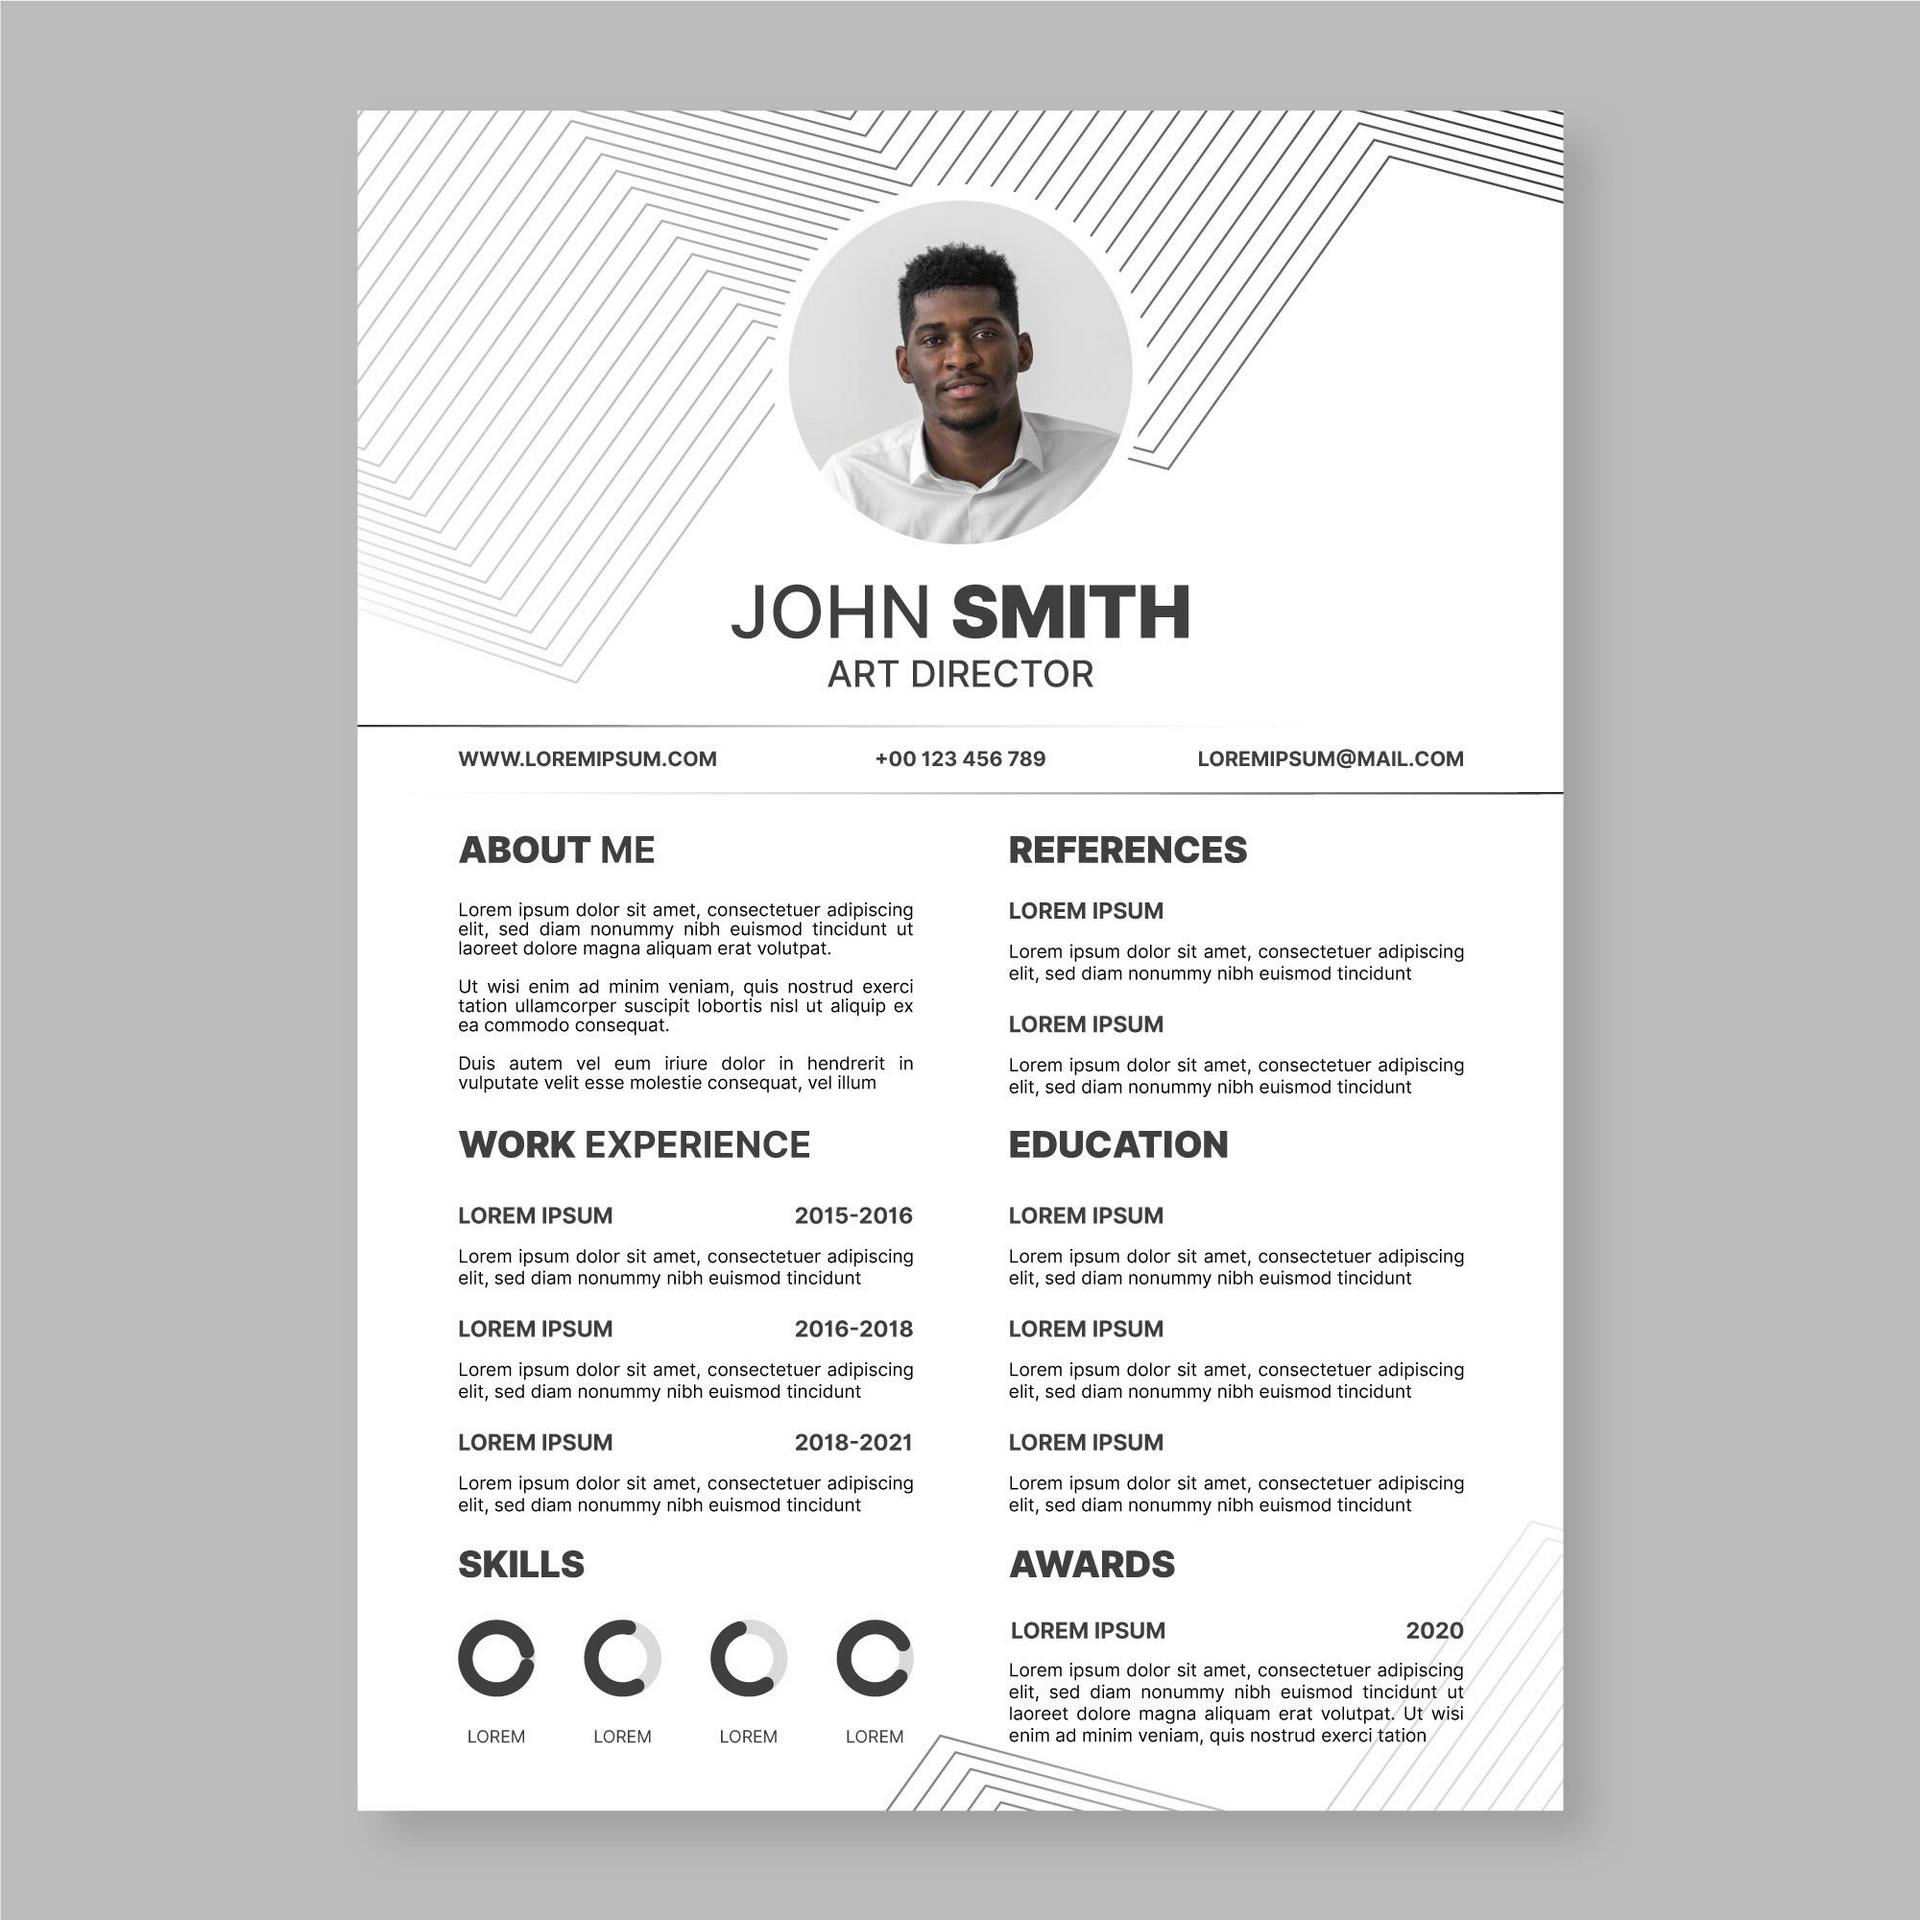 JOHN SMITH
ART DIRECTOR
WWW.LOREMIPSUM.COM
+00 123 456 789
LOREMIPSUM@MAIL.COM
ABOUT ME
Lorem ipsum dolor sit amet, consectetuer adipiscing
elit, sed diam nonummy nibh euismod tincidunt ut
laoreet dolore magna aliquam erat volutpat.
Ut wisi enim ad minim veniam, quis nostrud exerci
tation ullamcorper suscipit lobortis nisl ut aliquip ex
ea commodo consequat.
Duis autem vel eum iriure dolor in hendrerit in
vulputate velit esse molestie consequat, vel illum
WORK EXPERIENCE
LOREM IPSUM 2015-2016
Lorem ipsum dolor sit amet, consectetuer adipiscing
elit, sed diam nonummy nibh euismod tincidunt
LOREM IPSUM 2016-2018
Lorem ipsum dolor sit amet, consectetuer adipiscing
elit, sed diam nonummy nibh euismod tincidunt
LOREM IPSUM 2018-2021
Lorem ipsum dolor sit amet, consectetuer adipiscing
elit, sed diam nonummy nibh euismod tincidunt
SKILLS
LOREM LOREM LOREM LOREM
REFERENCES
LOREM IPSUM
Lorem ipsum dolor sit amet, consectetuer adipiscing
elit, sed diam nonummy nibh euismod tincidunt
LOREM IPSUM
Lorem ipsum dolor sit amet, consectetuer adipiscing
elit, sed diam nonummy nibh euismod tincidunt
EDUCATION
LOREM IPSUM
Lorem ipsum dolor sit amet, consectetuer adipiscing
elit, sed diam nonummy nibh euismod tincidunt
LOREM IPSUM
Lorem ipsum dolor sit amet, consectetuer adipiscing
elit, sed diam nonummy nibh euismod tincidunt
LOREM IPSUM
Lorem ipsum dolor sit amet, consectetuer adipiscing
elit, sed diam nonummy nibh euismod tincidunt
AWARDS
LOREM IPSUM 2020
Lorem ipsum dolor sit amet, consectetuer adipiscing
elit, sed diam nonummy nibh euismod tincidunt ut
laoreet dolore magna aliquam erat volutpat. Ut wisi
enim ad minim veniam, quis nostrud exerci tation